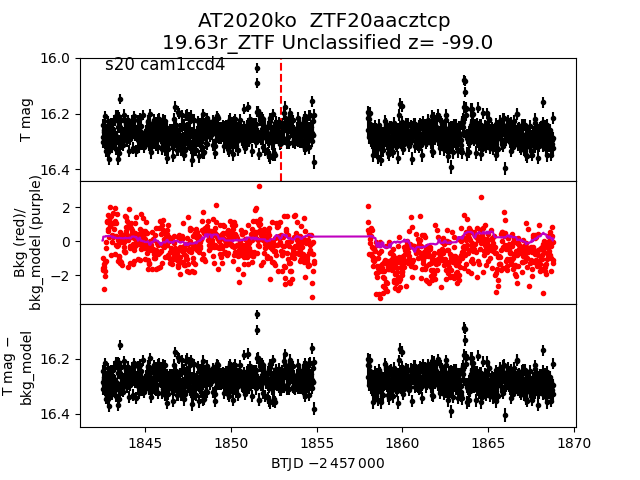 AT2020ko  ZTF20aacztcp
19.63r_ZTF Unclassified z= -99.0
s20 cam1ccd4
16.0
16.2
16.4
T mag
2
0
−2
Bkg (red)/
bkg_model (purple)
16.2
16.4
T mag −
bkg_model
1845 1850 1855 1860 1865 1870
BTJD −2 457 000